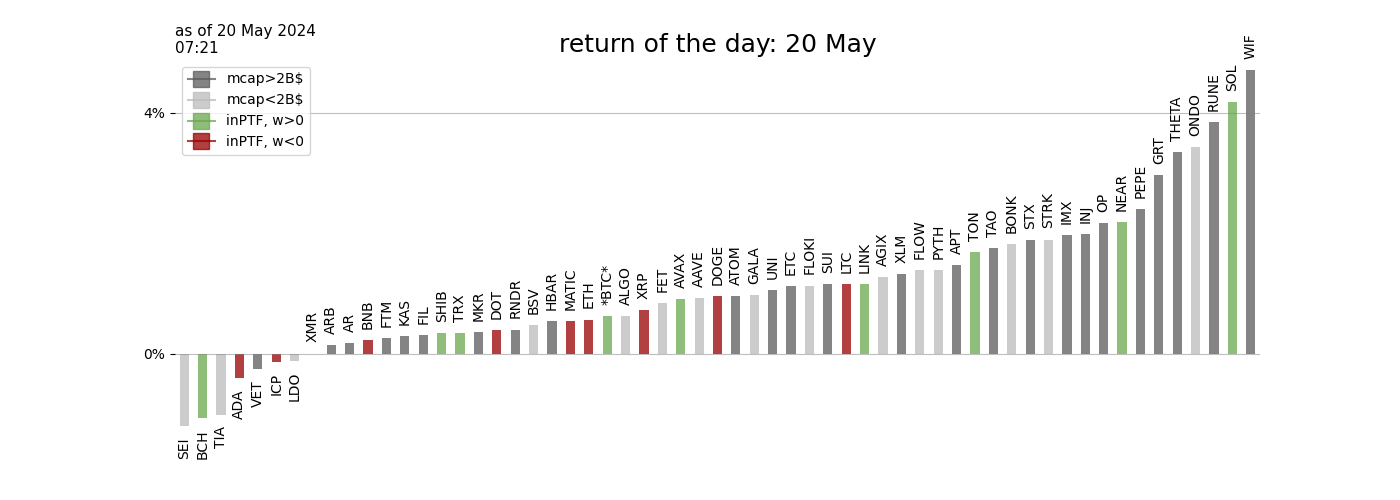 as of 20 May 2024
07:21
return of the day: 20 May
mcap>2B$
mcap<2B$
inPTF, w>0
inPTF, w<0
4%
0%
SEI
BCH
TIA
ADA
VET
ICP
LDO
XMR
ARB
AR
BNB
FTM
KAS
FIL
SHIB
TRX
MKR
DOT
RNDR
BSV
HBAR
MATIC
ETH
*BTC*
ALGO
XRP
FET
AVAX
AAVE
DOGE
ATOM
GALA
UNI
ETC
FLOKI
SUI
LTC
LINK
AGIX
XLM
FLOW
PYTH
APT
TON
TAO
BONK
STX
STRK
IMX
INJ
OP
NEAR
PEPE
GRT
THETA
ONDO
RUNE
SOL
WIF